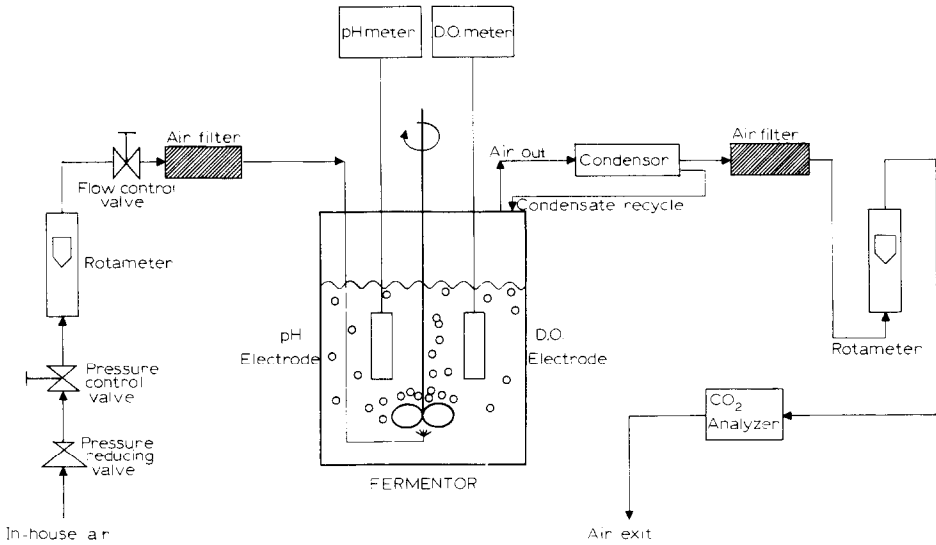 pH meter
D.O. meter
Air filter
Flow control
valve
Rotameter
Pressure
control
valve
Pressure
reducing
valve
In-house air
pH
Electrode
D.O.
Electrode
FERMENTOR
Air out
Condensor
Condensate recycle
Air filter
Rotameter
CO₂
Analyzer
Air exit